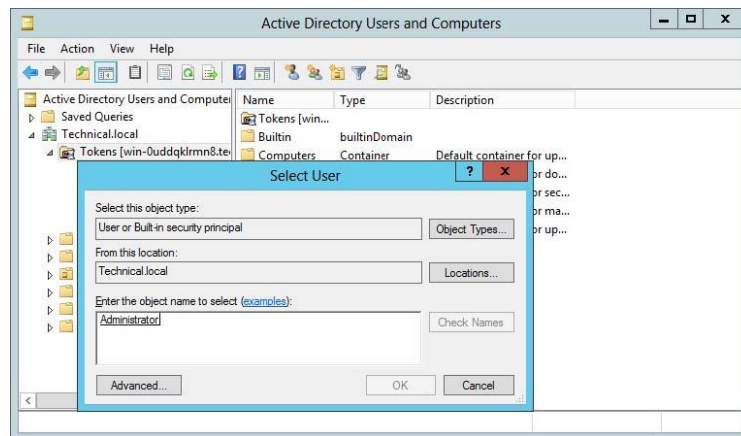 Active Directory Users and Computers
File Action View Help
Active Directory Users and Compute
Saved Queries
Technical.local
Tokens [win-0uddqklrmn8.te
Name Type Description
Tokens [win...
Builtin builtinDomain
Computers Container Default container for up...
or do...
or sec...
or ma...
or up...
Select User
? x
Select this object type:
User or Built-in security principal
Object Types...
From this location:
Technical.local
Locations...
Enter the object name to select (examples):
Administrator
Check Names
Advanced...
OK
Cancel